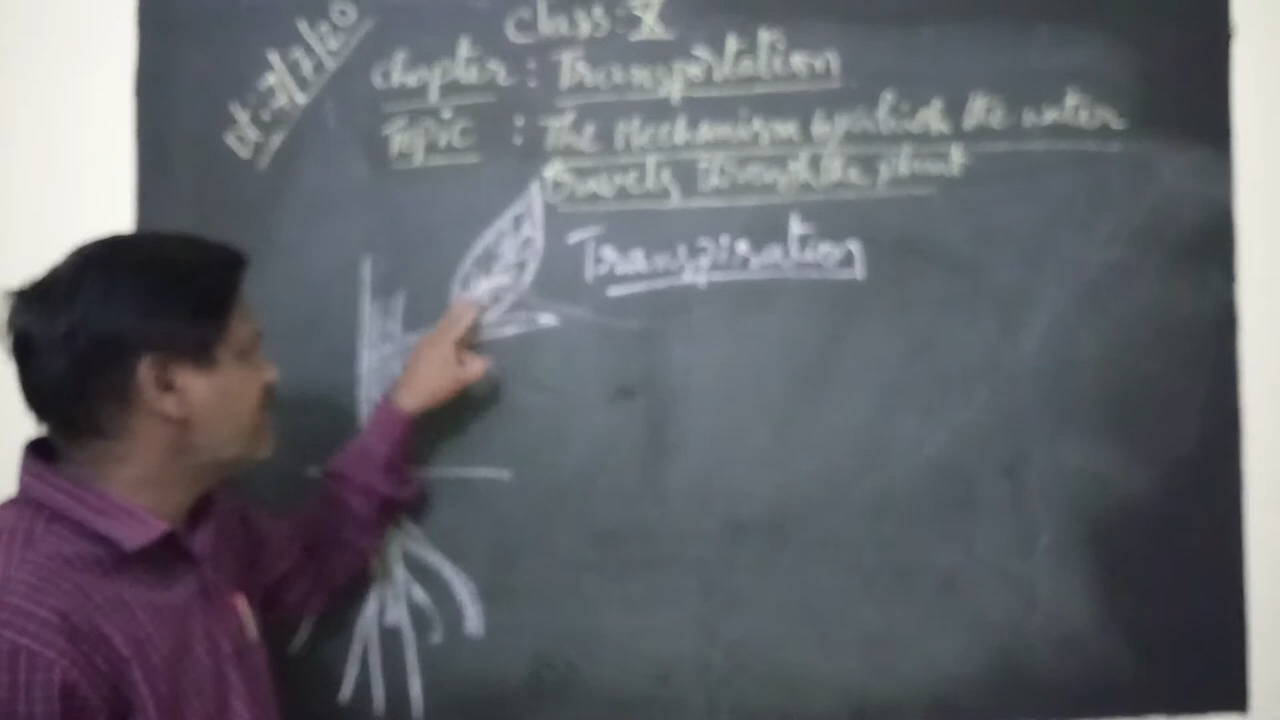 Class: X
Chapter : Transportation
Topic : The Mechanism by which the water
travels through the plant
Transpiration